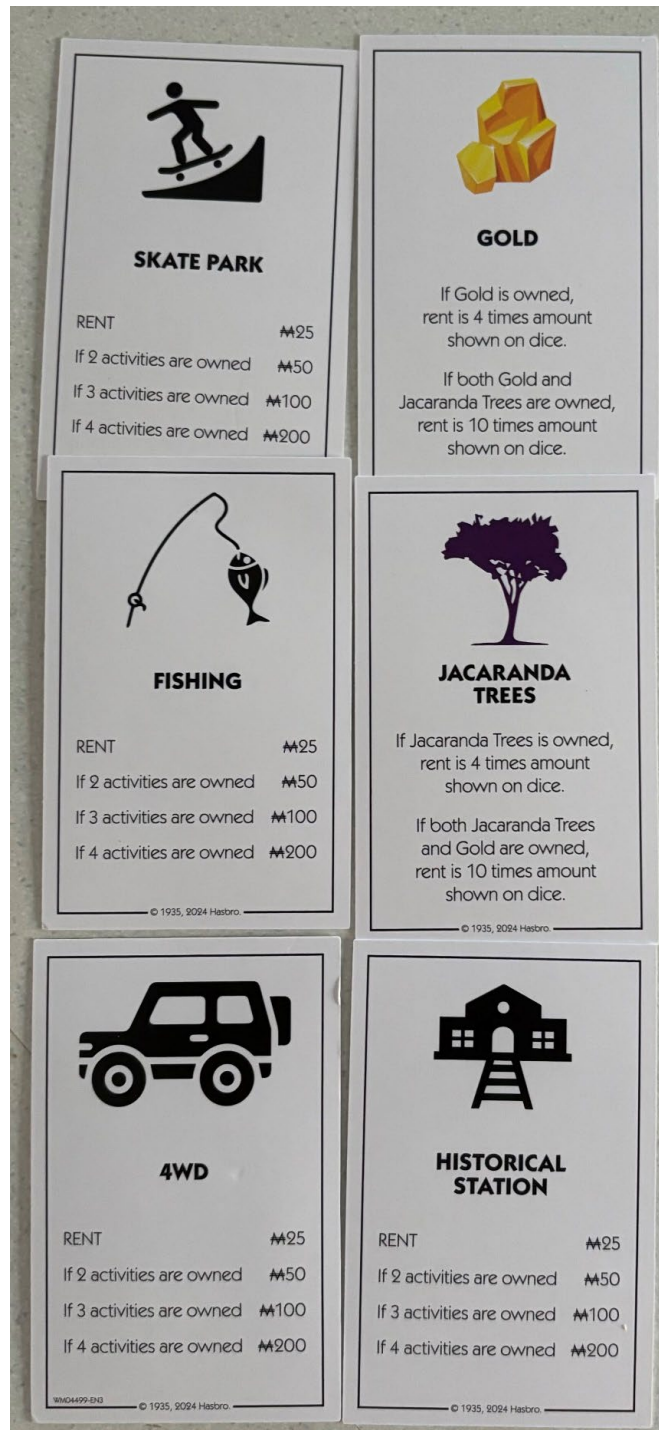 SKATE PARK
RENT ₩25
If 2 activities are owned ₩50
If 3 activities are owned ₩100
If 4 activities are owned ₩200
GOLD
If Gold is owned,
rent is 4 times amount
shown on dice.
If both Gold and
Jacaranda Trees are owned,
rent is 10 times amount
shown on dice.
FISHING
RENT ₩25
If 2 activities are owned ₩50
If 3 activities are owned ₩100
If 4 activities are owned ₩200
© 1935, 2024 Hasbro.
JACARANDA
TREES
If Jacaranda Trees is owned,
rent is 4 times amount
shown on dice.
If both Jacaranda Trees
and Gold are owned,
rent is 10 times amount
shown on dice.
© 1935, 2024 Hasbro.
4WD
RENT ₩25
If 2 activities are owned ₩50
If 3 activities are owned ₩100
If 4 activities are owned ₩200
WM04499-EN3
© 1935, 2024 Hasbro.
HISTORICAL
STATION
RENT ₩25
If 2 activities are owned ₩50
If 3 activities are owned ₩100
If 4 activities are owned ₩200
© 1935, 2024 Hasbro.